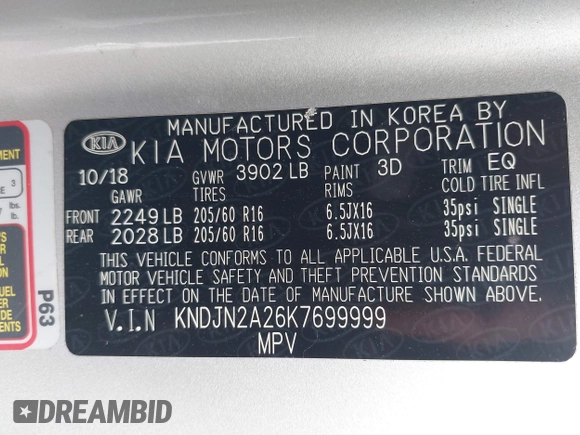 MANUFACTURED IN KOREA BY
KIA KIA MOTORS CORPORATION
10/18 GVWR 3902 LB PAINT 3D TRIM EQ
GAWR TIRES RIMS COLD TIRE INFL
FRONT 2249 LB 205/60 R16 6.5JX16 35psi SINGLE
REAR 2028 LB 205/60 R16 6.5JX16 35psi SINGLE
THIS VEHICLE CONFORMS TO ALL APPLICABLE U.S.A. FEDERAL
MOTOR VEHICLE SAFETY AND THEFT PREVENTION STANDARDS
IN EFFECT ON THE DATE OF MANUFACTURE SHOWN ABOVE.
V.I.N KNDJN2A26K7699999
MPV
P63
3
lbs.
DREAMBID